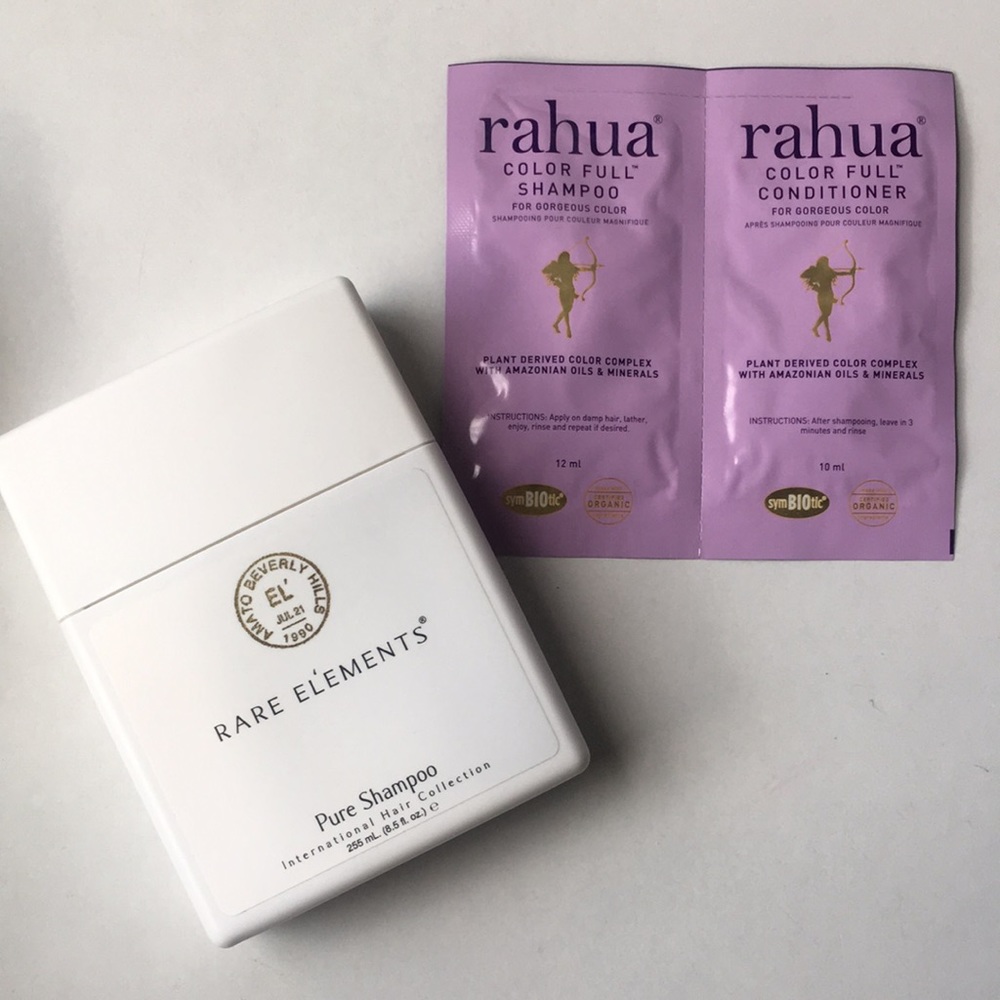 rahua®
COLOR FULL™
SHAMPOO
FOR GORGEOUS COLOR
SHAMPOOING POUR COULEUR MAGNIFIQUE
PLANT DERIVED COLOR COMPLEX
WITH AMAZONIAN OILS & MINERALS
INSTRUCTIONS: Apply on damp hair, lather,
enjoy, rinse and repeat if desired.
12 ml
symBIOtic®
CERTIFIED
ORGANIC
rahua®
COLOR FULL™
CONDITIONER
FOR GORGEOUS COLOR
APRÈS SHAMPOOING POUR COULEUR MAGNIFIQUE
PLANT DERIVED COLOR COMPLEX
WITH AMAZONIAN OILS & MINERALS
INSTRUCTIONS: After shampooing, leave in 3
minutes and rinse
10 ml
symBIOtic®
CERTIFIED
ORGANIC
AMATO BEVERLY HILLS
EL'
JUL 21
1990
RARE EL'EMENTS®
Pure Shampoo
International Hair Collection
255 mL. (8.5 fl. oz.) ℮